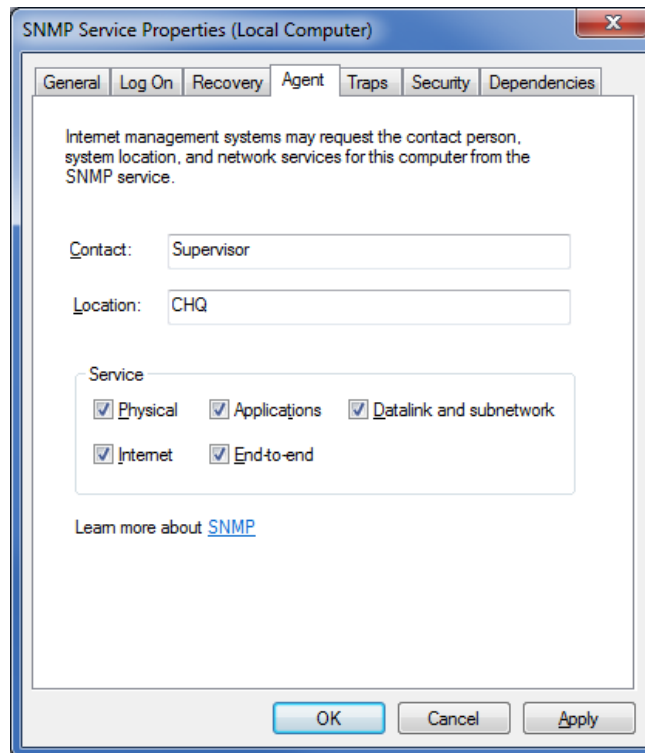 SNMP Service Properties (Local Computer)
General Log On Recovery Agent Traps Security Dependencies
Internet management systems may request the contact person,
system location, and network services for this computer from the
SNMP service.
Contact: Supervisor
Location: CHQ
Service
Physical Applications Datalink and subnetwork
Internet End-to-end
Learn more about SNMP
OK Cancel Apply